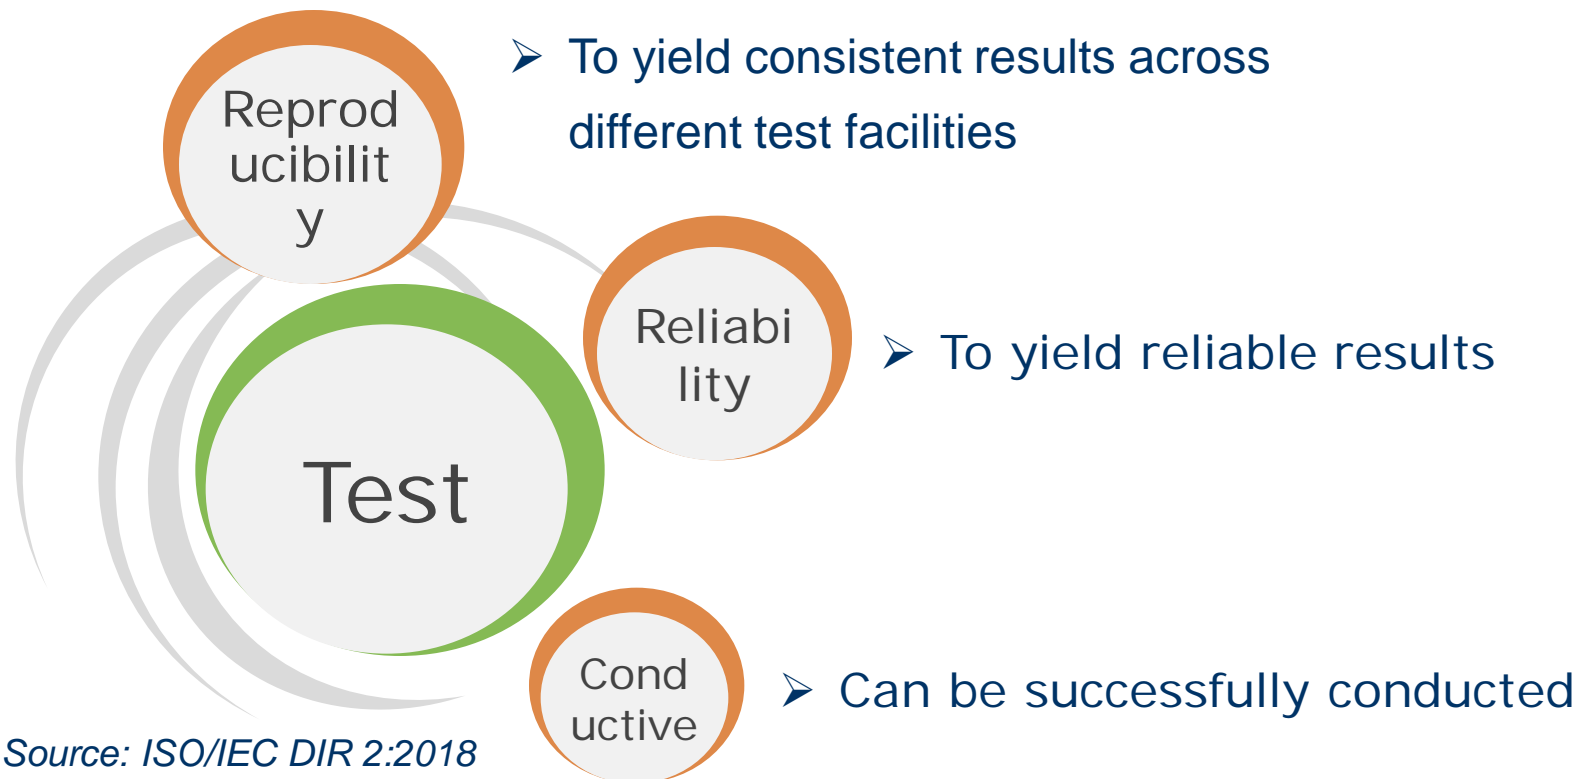 Reprod
ucibilit
y
➢ To yield consistent results across
different test facilities
Reliabi
lity
➢ To yield reliable results
Test
Cond
uctive
➢ Can be successfully conducted
Source: ISO/IEC DIR 2:2018